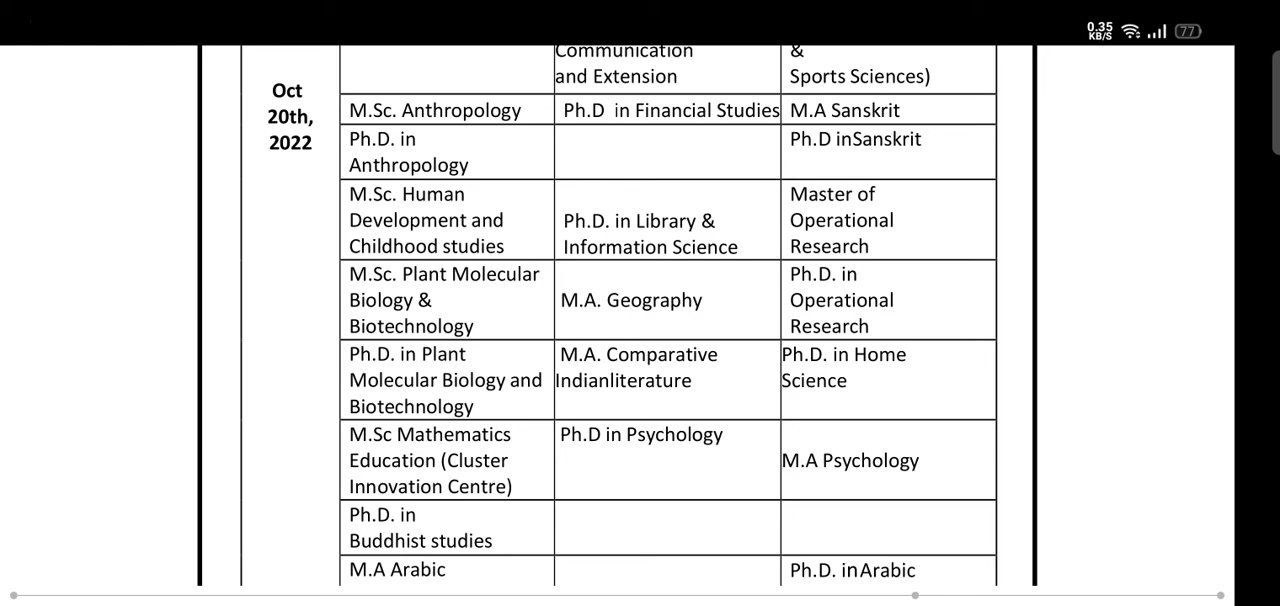 0.35
KB/S
77
Communication
and Extension
&
Sports Sciences)
Oct
20th,
2022
M.Sc. Anthropology
Ph.D in Financial Studies
M.A Sanskrit
Ph.D. in
Anthropology
Ph.D inSanskrit
M.Sc. Human
Development and
Childhood studies
Ph.D. in Library &
Information Science
Master of
Operational
Research
M.Sc. Plant Molecular
Biology &
Biotechnology
M.A. Geography
Ph.D. in
Operational
Research
Ph.D. in Plant
Molecular Biology and
Biotechnology
M.A. Comparative
Indianliterature
Ph.D. in Home
Science
M.Sc Mathematics
Education (Cluster
Innovation Centre)
Ph.D in Psychology
M.A Psychology
Ph.D. in
Buddhist studies
M.A Arabic
Ph.D. inArabic